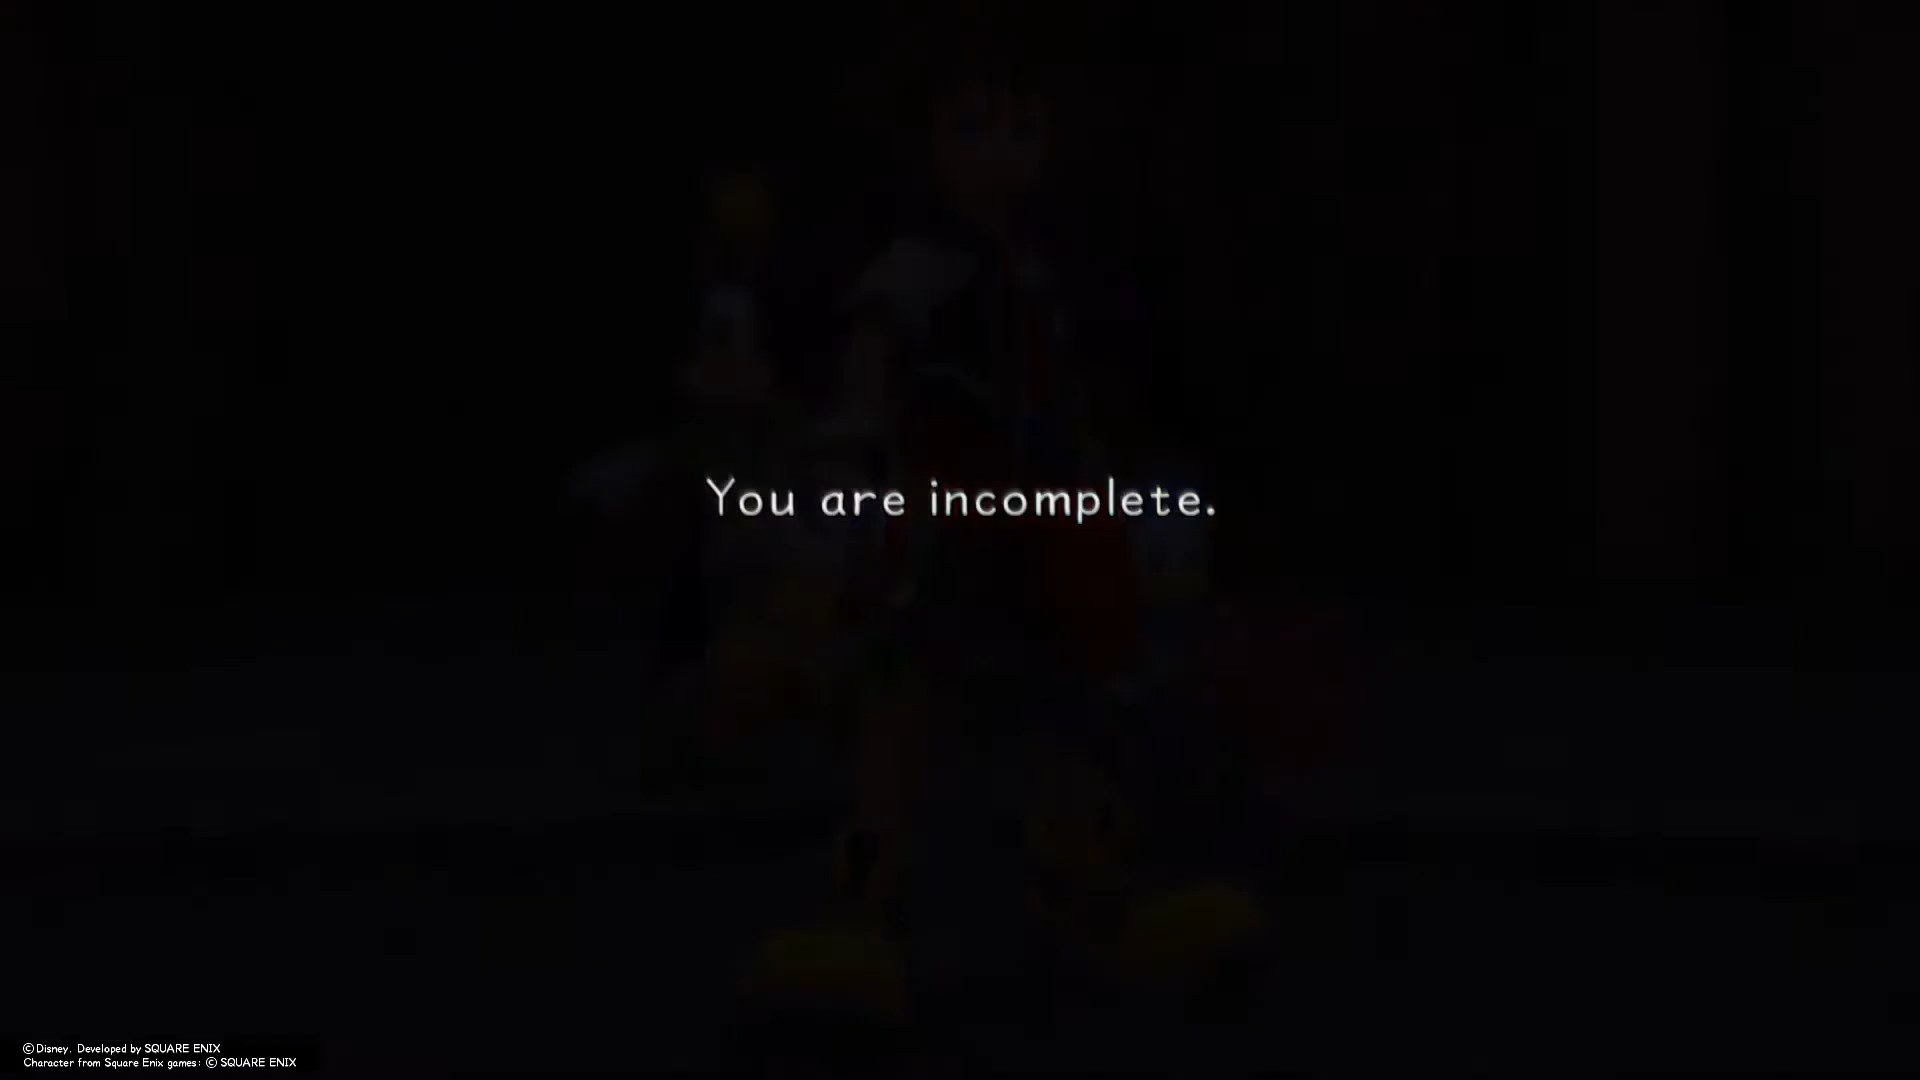 You are incomplete.
©Disney. Developed by SQUARE ENIX
Character from Square Enix games: © SQUARE ENIX